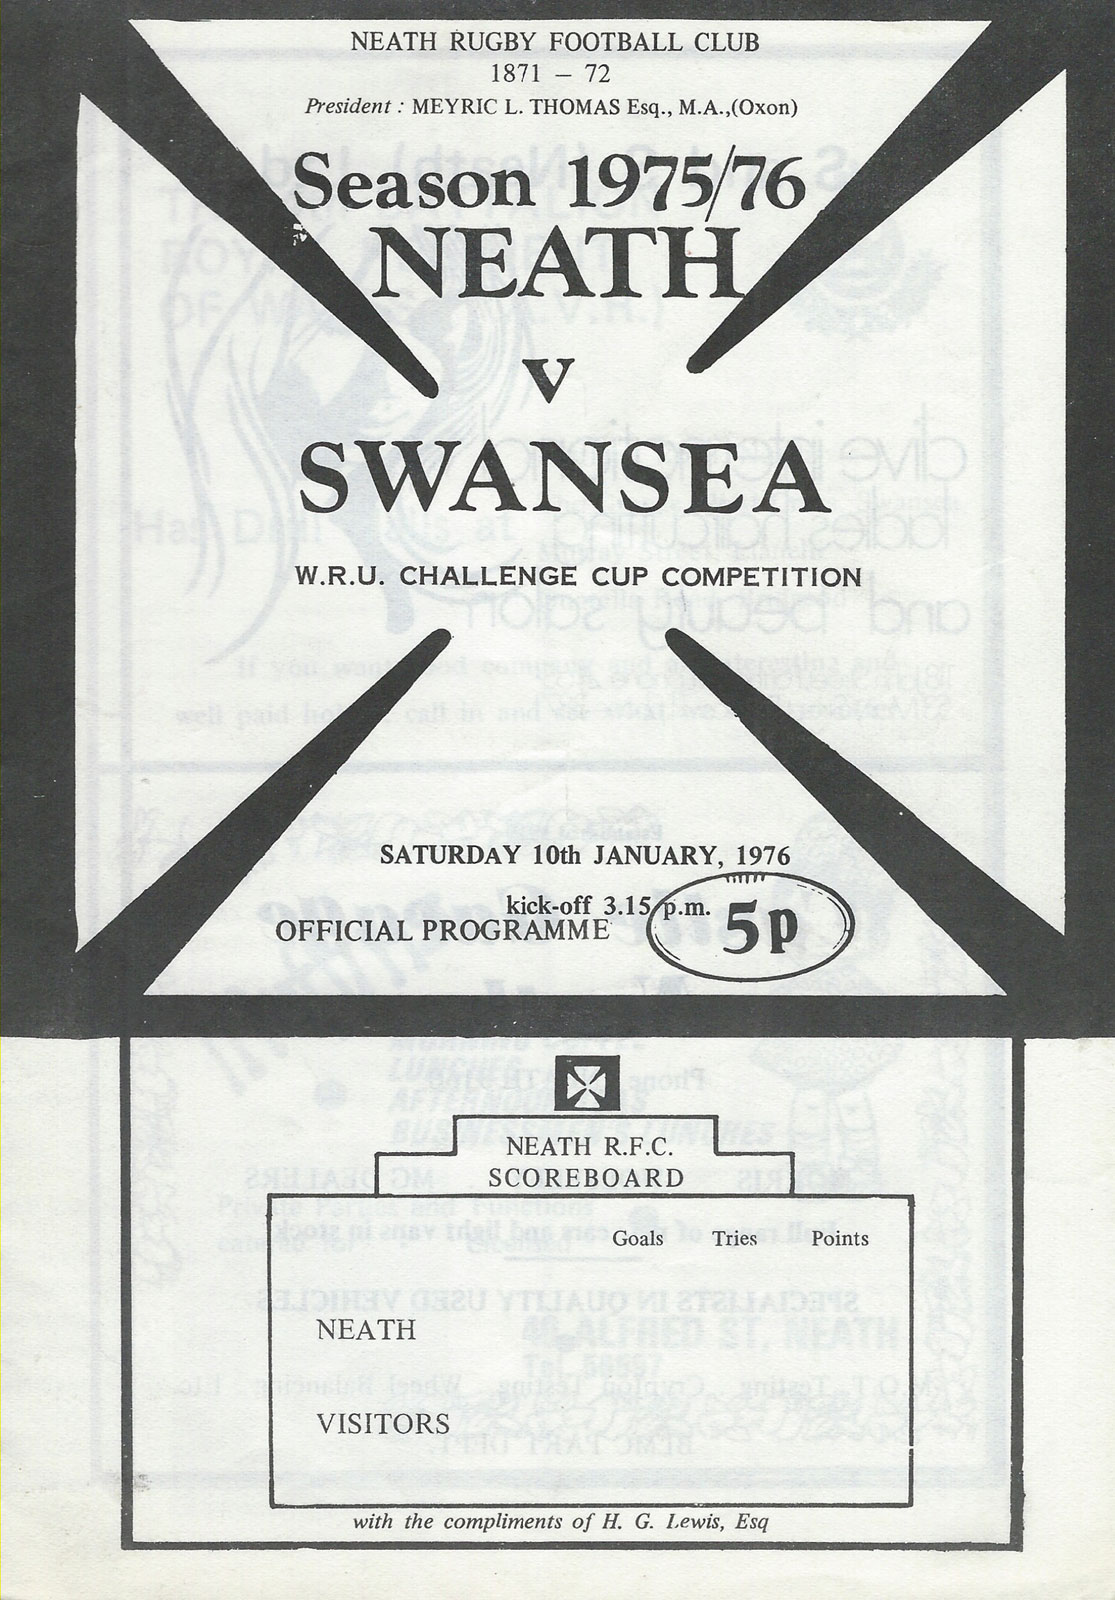 NEATH RUGBY FOOTBALL CLUB
1871 – 72
President : MEYRIC L. THOMAS Esq., M.A.,(Oxon)
Season 1975/76
NEATH
v
SWANSEA
W.R.U. CHALLENGE CUP COMPETITION
SATURDAY 10th JANUARY, 1976
kick-off 3.15 p.m.
OFFICIAL PROGRAMME
5p
NEATH R.F.C.
SCOREBOARD
Goals Tries Points
NEATH
VISITORS
with the compliments of H. G. Lewis, Esq